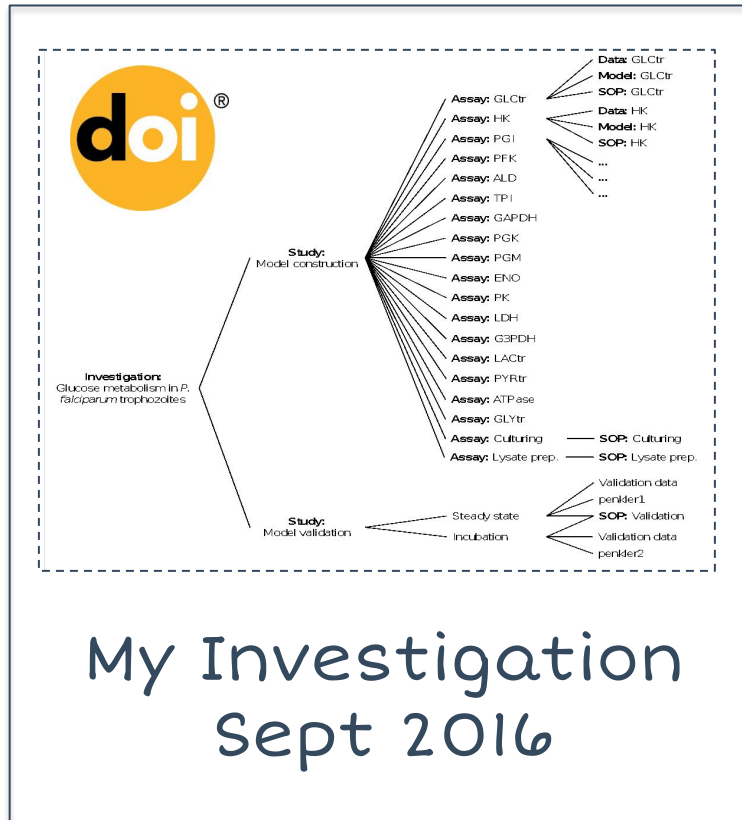 doi®
Data: GLCtr
Model: GLCtr
SOP: GLCtr
Assay: GLCtr
Data: HK
Assay: HK
Model: HK
SOP: HK
Assay: PGI
...
Assay: PFK
...
Assay: ALD
...
Assay: TPI
Assay: GAPDH
Assay: PGK
Study:
Model construction
Assay: PGM
Assay: ENO
Assay: PK
Assay: LDH
Assay: G3PDH
Assay: LACtr
Investigation:
Glucose metabolism in P.
falciparum trophozoites
Assay: PYRtr
Assay: ATPase
Assay: GLYtr
Assay: Culturing
SOP: Culturing
Assay: Lysate prep.
SOP: Lysate prep.
Validation data
penkler1
Study:
Model validation
Steady state
SOP: Validation
Incubation
Validation data
penkler2
My Investigation
Sept 2016